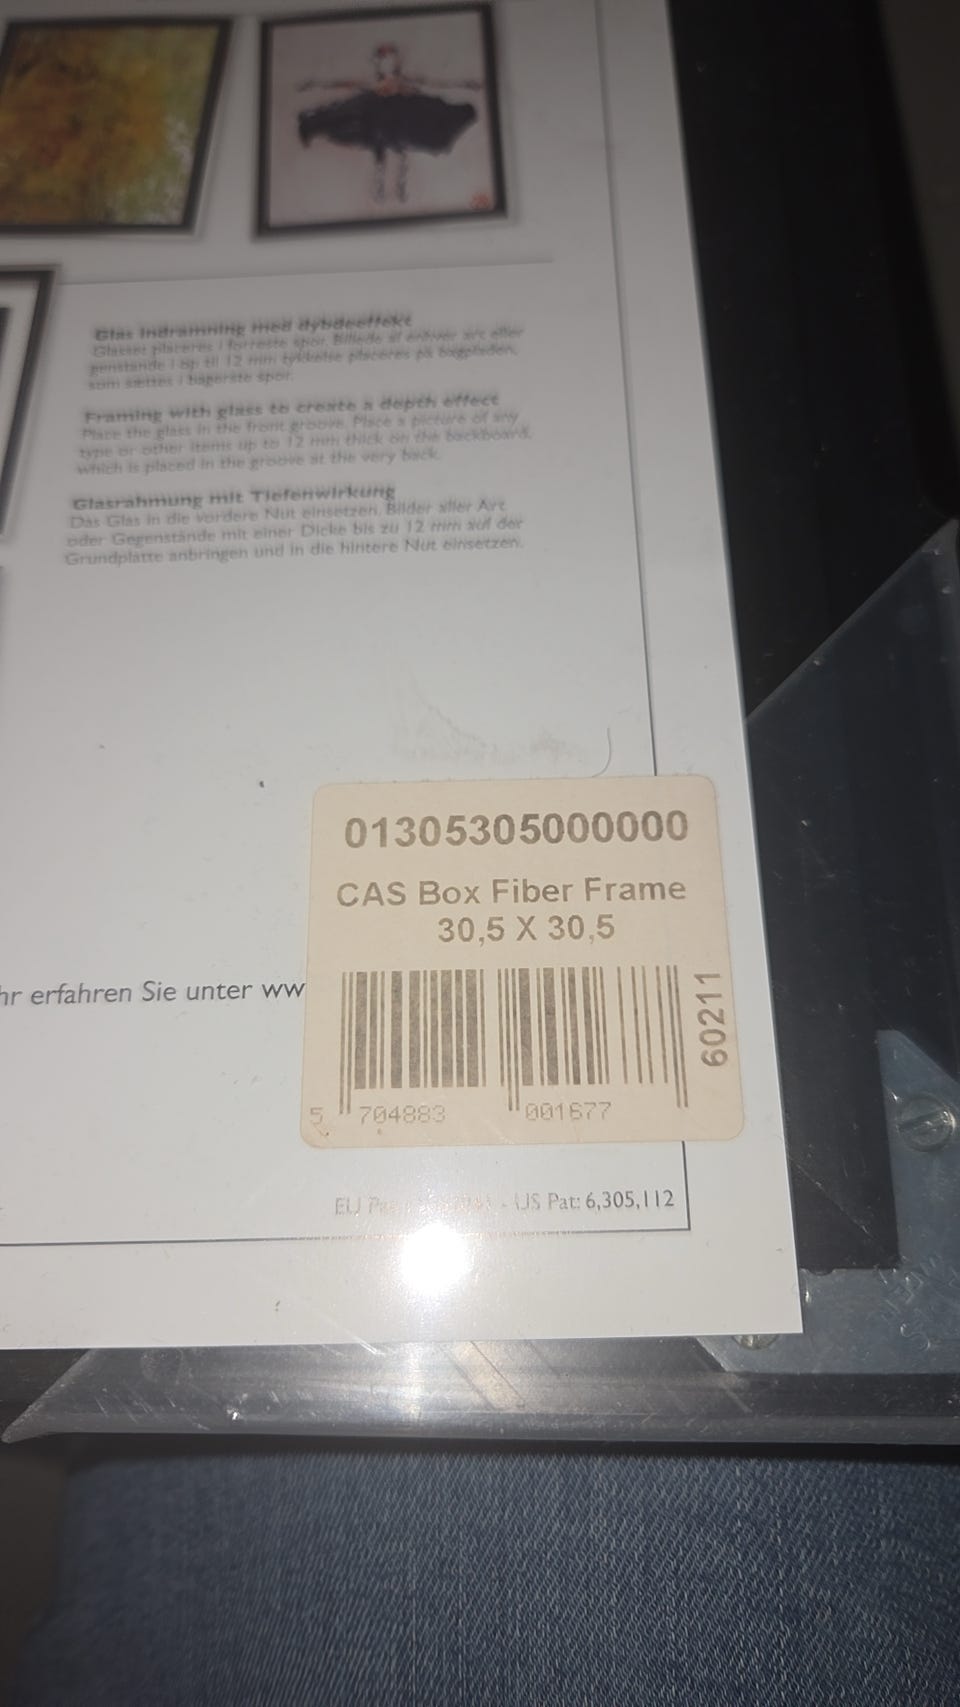 Glas indramning med dybdeeffekt
Glasset placeres i forreste spor. Billede af enhver art eller
genstande i op til 12 mm tykkelse placeres på bagpladen,
som sættes i bagerste spor.
Framing with glass to create a depth effect
Place the glass in the front groove. Place a picture of any
type or other items up to 12 mm thick on the backboard,
which is placed in the groove at the very back.
Glasrahmung mit Tiefenwirkung
Das Glas in die vordere Nut einsetzen. Bilder aller Art
oder Gegenstände mit einer Dicke bis zu 12 mm auf der
Grundplatte anbringen und in die hintere Nut einsetzen.
01305305000000
CAS Box Fiber Frame
30,5 X 30,5
60211
hr erfahren Sie unter ww
5 704883 001677
EU - US Pat: 6,305,112